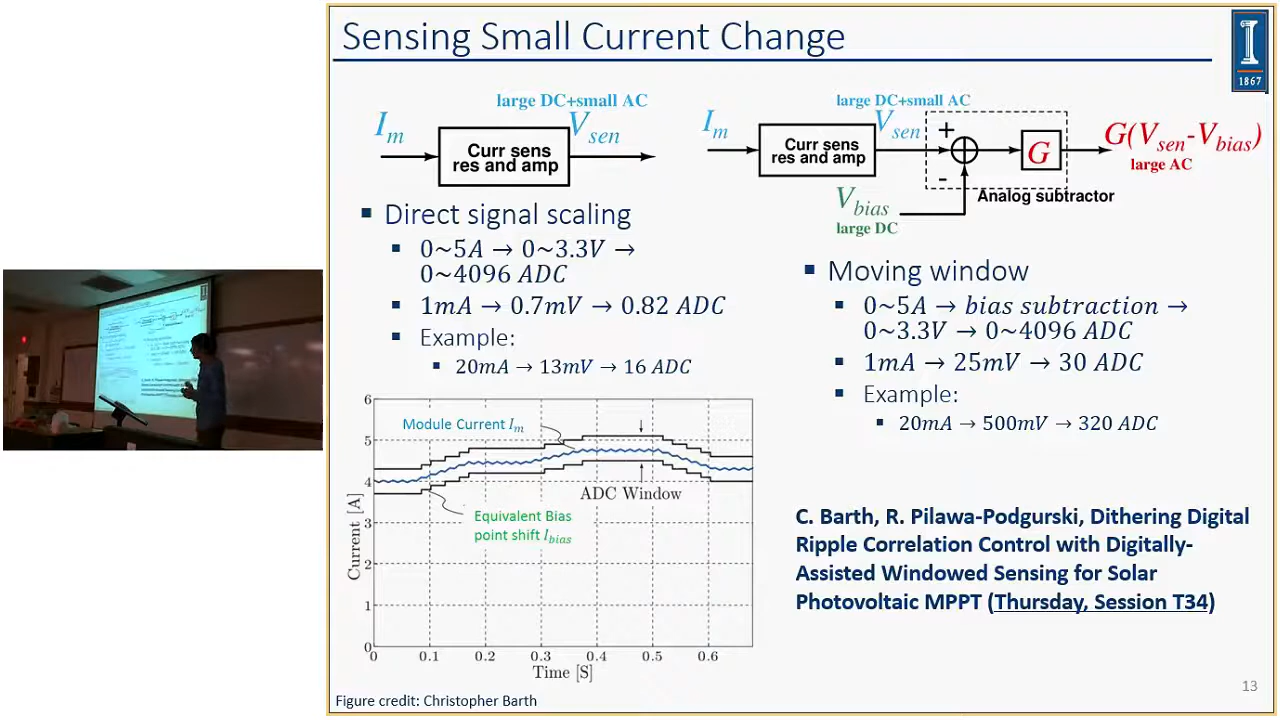 Sensing Small Current Change
1867
large DC+small AC
I_m
V_sen
Curr sens
res and amp
large DC+small AC
I_m
V_sen
Curr sens
res and amp
+
-
G
G(V_sen-V_bias)
large AC
V_bias
large DC
Analog subtractor
▪ Direct signal scaling
▪ 0~5A → 0~3.3V →
0~4096 ADC
▪ 1mA → 0.7mV → 0.82 ADC
▪ Example:
▪ 20mA → 13mV → 16 ADC
▪ Moving window
▪ 0~5A → bias subtraction →
0~3.3V → 0~4096 ADC
▪ 1mA → 25mV → 30 ADC
▪ Example:
▪ 20mA → 500mV → 320 ADC
6
5
4
3
2
1
0
Current [A]
Module Current I_m
ADC Window
Equivalent Bias
point shift I_bias
0 0.1 0.2 0.3 0.4 0.5 0.6
Time [S]
C. Barth, R. Pilawa-Podgurski, Dithering Digital
Ripple Correlation Control with Digitally-
Assisted Windowed Sensing for Solar
Photovoltaic MPPT (Thursday, Session T34)
Figure credit: Christopher Barth
13